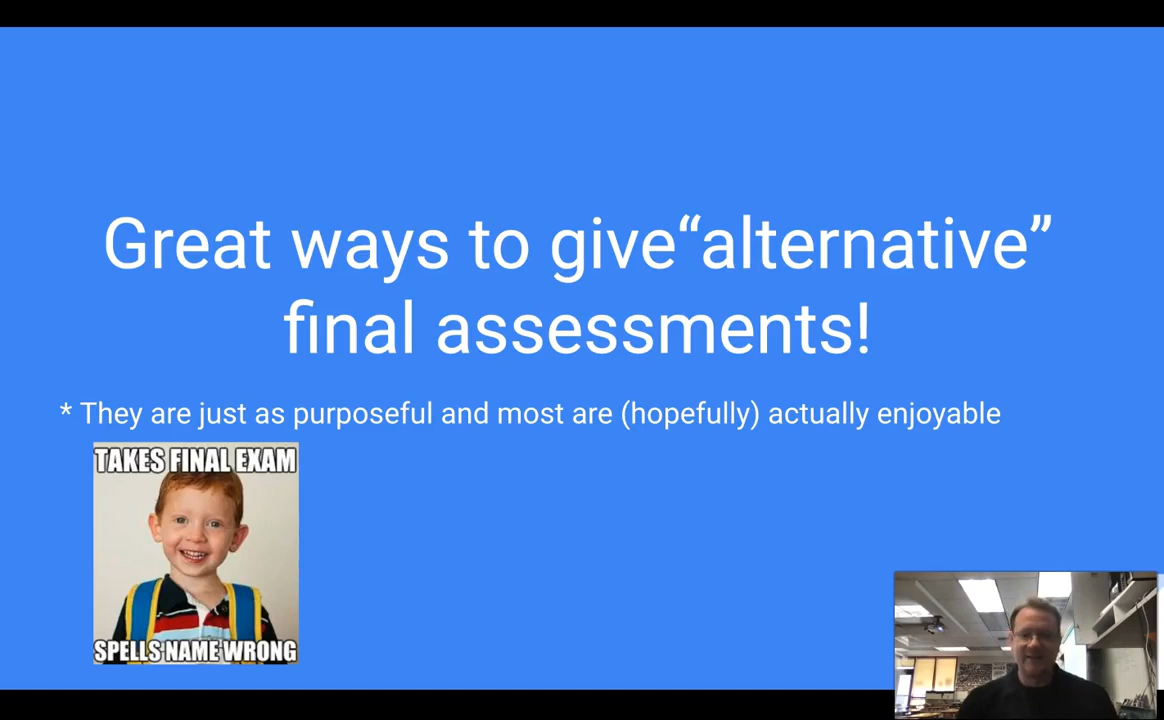 Great ways to give“alternative”
final assessments!
* They are just as purposeful and most are (hopefully) actually enjoyable
TAKES FINAL EXAM
SPELLS NAME WRONG